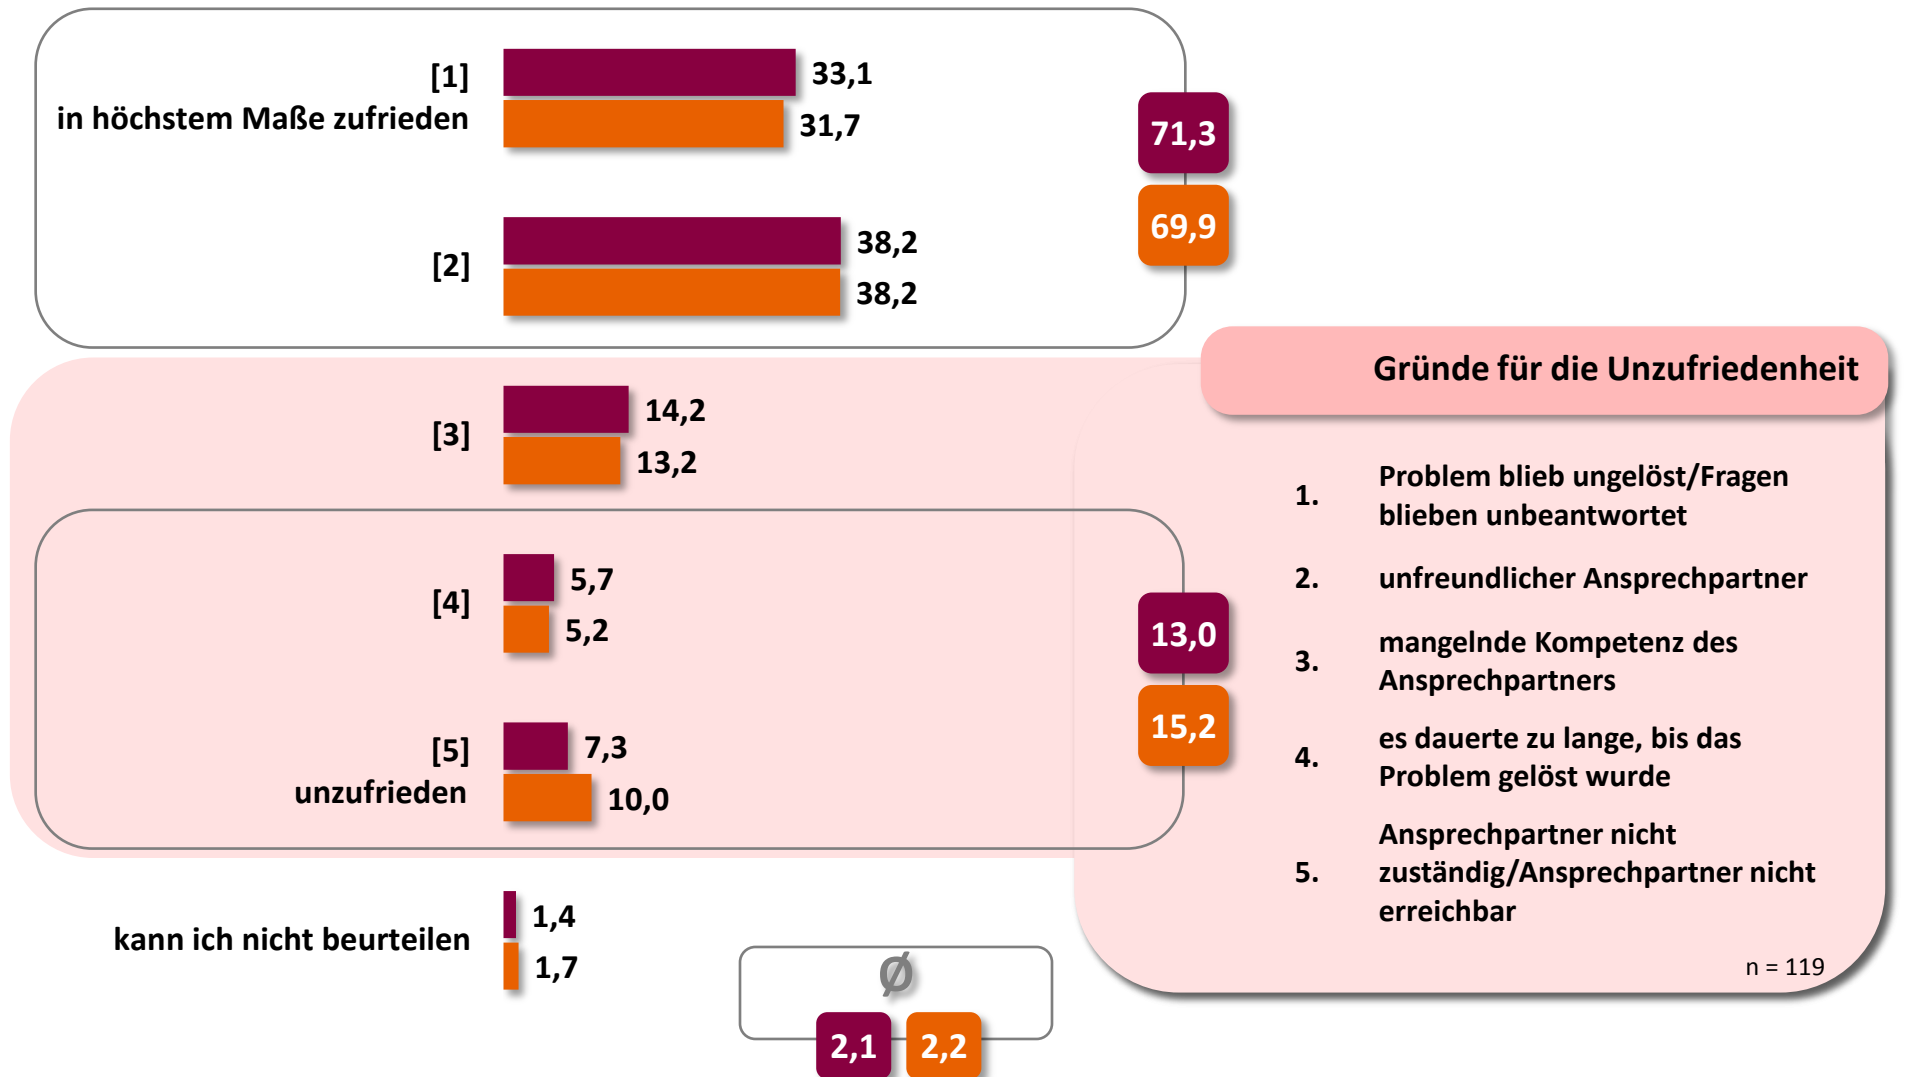 [1]
in höchstem Maße zufrieden
33,1
31,7
71,3
69,9
[2]
38,2
38,2
[3]
14,2
13,2
[4]
5,7
5,2
13,0
15,2
[5]
unzufrieden
7,3
10,0
kann ich nicht beurteilen
1,4
1,7
Ø
2,1 2,2
Gründe für die Unzufriedenheit
1. Problem blieb ungelöst/Fragen
blieben unbeantwortet
2. unfreundlicher Ansprechpartner
3. mangelnde Kompetenz des
Ansprechpartners
4. es dauerte zu lange, bis das
Problem gelöst wurde
5. Ansprechpartner nicht
zuständig/Ansprechpartner nicht
erreichbar
n = 119